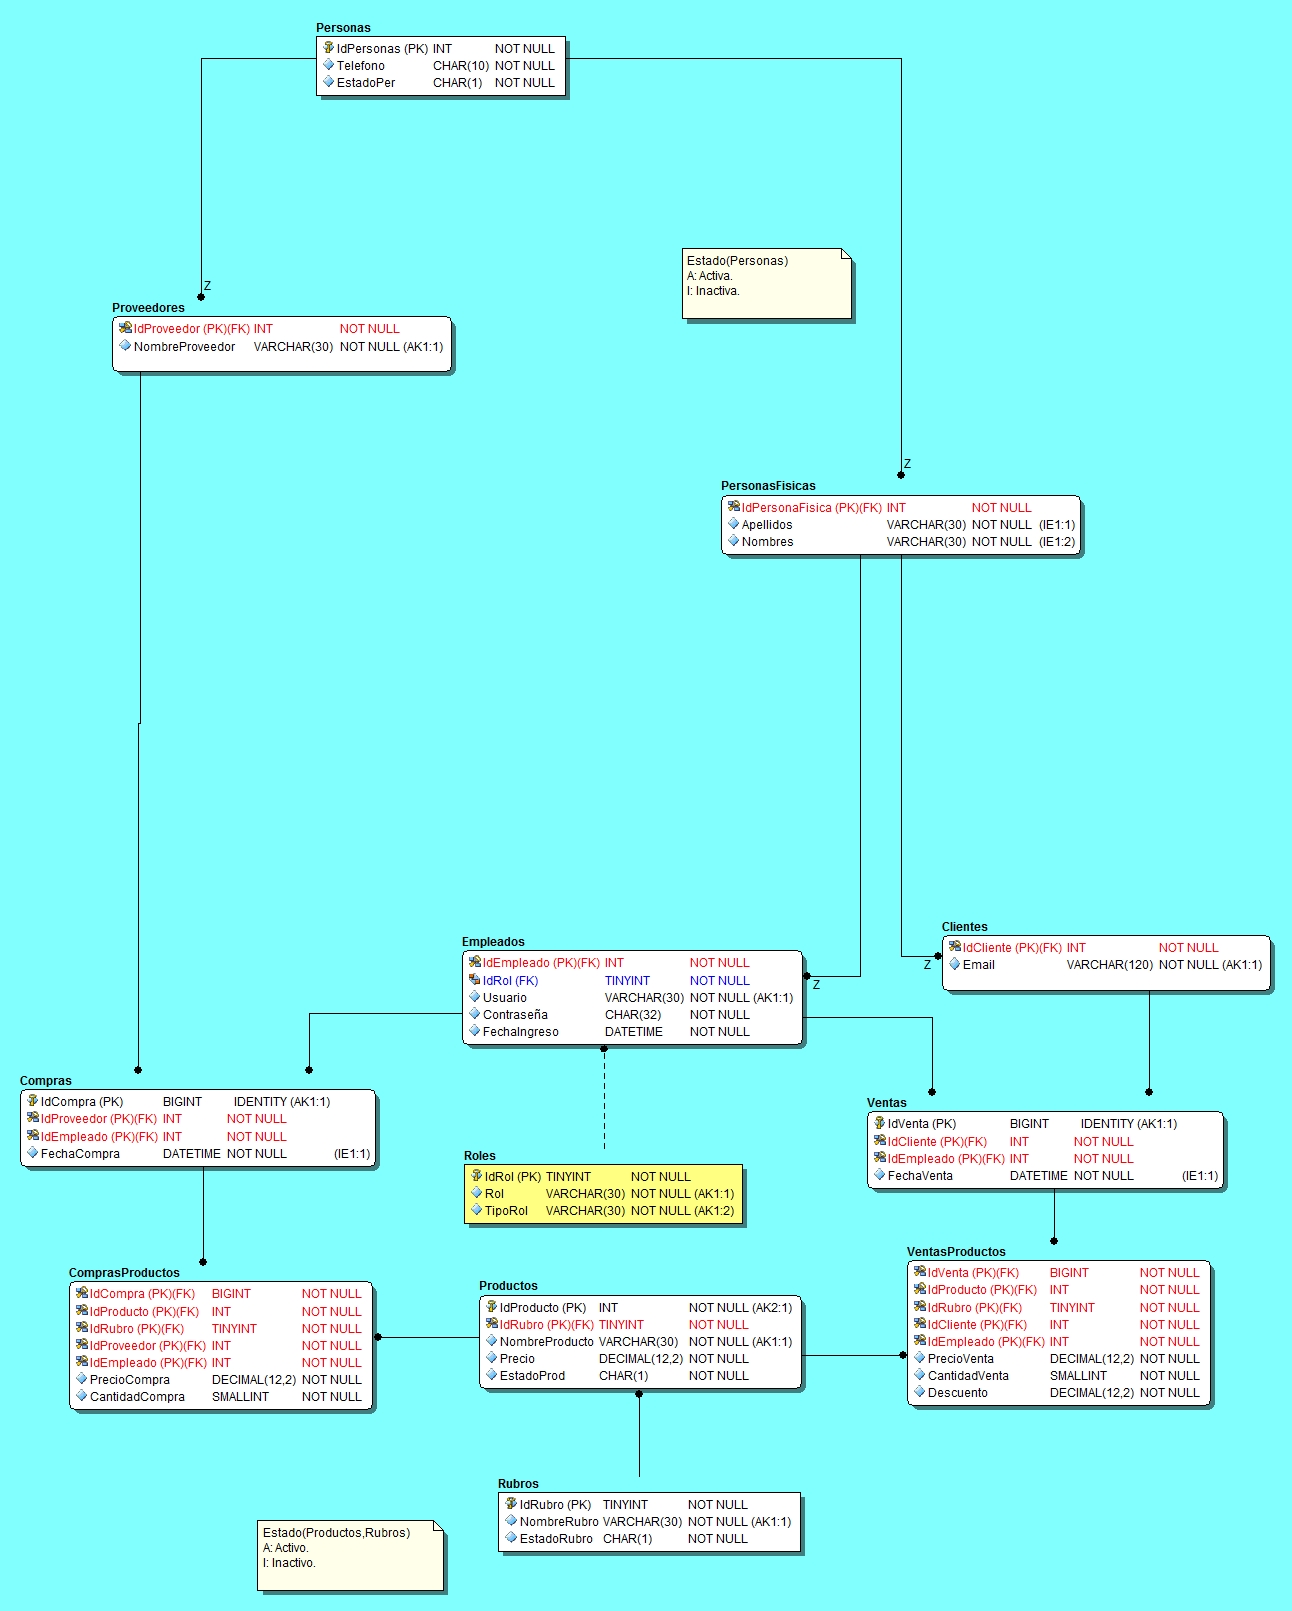 Personas
IdPersonas (PK) INT NOT NULL
Telefono CHAR(10) NOT NULL
EstadoPer CHAR(1) NOT NULL
Estado(Personas)
A: Activa.
I: Inactiva.
Z
Proveedores
IdProveedor (PK)(FK) INT NOT NULL
NombreProveedor VARCHAR(30) NOT NULL (AK1:1)
Z
PersonasFisicas
IdPersonaFisica (PK)(FK) INT NOT NULL
Apellidos VARCHAR(30) NOT NULL (IE1:1)
Nombres VARCHAR(30) NOT NULL (IE1:2)
Clientes
IdCliente (PK)(FK) INT NOT NULL
Email VARCHAR(120) NOT NULL (AK1:1)
Z
Empleados
IdEmpleado (PK)(FK) INT NOT NULL
IdRol (FK) TINYINT NOT NULL
Usuario VARCHAR(30) NOT NULL (AK1:1)
Contraseña CHAR(32) NOT NULL
FechaIngreso DATETIME NOT NULL
Z
Compras
IdCompra (PK) BIGINT IDENTITY (AK1:1)
IdProveedor (PK)(FK) INT NOT NULL
IdEmpleado (PK)(FK) INT NOT NULL
FechaCompra DATETIME NOT NULL (IE1:1)
Ventas
IdVenta (PK) BIGINT IDENTITY (AK1:1)
IdCliente (PK)(FK) INT NOT NULL
IdEmpleado (PK)(FK) INT NOT NULL
FechaVenta DATETIME NOT NULL (IE1:1)
Roles
IdRol (PK) TINYINT NOT NULL
Rol VARCHAR(30) NOT NULL (AK1:1)
TipoRol VARCHAR(30) NOT NULL (AK1:2)
ComprasProductos
IdCompra (PK)(FK) BIGINT NOT NULL
IdProducto (PK)(FK) INT NOT NULL
IdRubro (PK)(FK) TINYINT NOT NULL
IdProveedor (PK)(FK) INT NOT NULL
IdEmpleado (PK)(FK) INT NOT NULL
PrecioCompra DECIMAL(12,2) NOT NULL
CantidadCompra SMALLINT NOT NULL
Productos
IdProducto (PK) INT NOT NULL (AK2:1)
IdRubro (PK)(FK) TINYINT NOT NULL
NombreProducto VARCHAR(30) NOT NULL (AK1:1)
Precio DECIMAL(12,2) NOT NULL
EstadoProd CHAR(1) NOT NULL
VentasProductos
IdVenta (PK)(FK) BIGINT NOT NULL
IdProducto (PK)(FK) INT NOT NULL
IdRubro (PK)(FK) TINYINT NOT NULL
IdCliente (PK)(FK) INT NOT NULL
IdEmpleado (PK)(FK) INT NOT NULL
PrecioVenta DECIMAL(12,2) NOT NULL
CantidadVenta SMALLINT NOT NULL
Descuento DECIMAL(12,2) NOT NULL
Rubros
IdRubro (PK) TINYINT NOT NULL
NombreRubro VARCHAR(30) NOT NULL (AK1:1)
EstadoRubro CHAR(1) NOT NULL
Estado(Productos,Rubros)
A: Activo.
I: Inactivo.